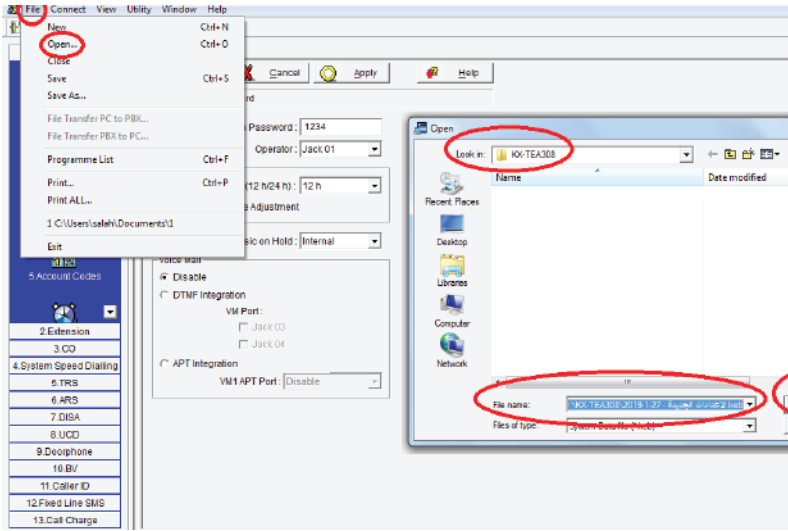 File Connect View Utility Window Help
New Ctrl+N
Open... Ctrl+O
Close
Save Ctrl+S
Save As...
File Transfer PC to PBX...
File Transfer PBX to PC...
Programme List Ctrl+F
Print... Ctrl+P
Print ALL...
1 C:\Users\salah\Documents\1
Exit
5.Account Codes
2.Extension
3.CO
4.System Speed Dialling
5.TRS
6.ARS
7.DISA
8.UCD
9.Doorphone
10.BV
11.Caller ID
12.Fixed Line SMS
13.Call Charge
Cancel Apply Help
Password : 1234
Operator : Jack 01
(12 h/24 h) : 12 h
Adjustment
on Hold : Internal
Voice Mail
Disable
DTMF Integration
VM Port :
Jack 03
Jack 04
APT Integration
VM1 APT Port : Disable
Open
Look in: KX-TEA308
Name Date modified
Recent Places
Desktop
Libraries
Computer
Network
File name:
Files of type: System Data file